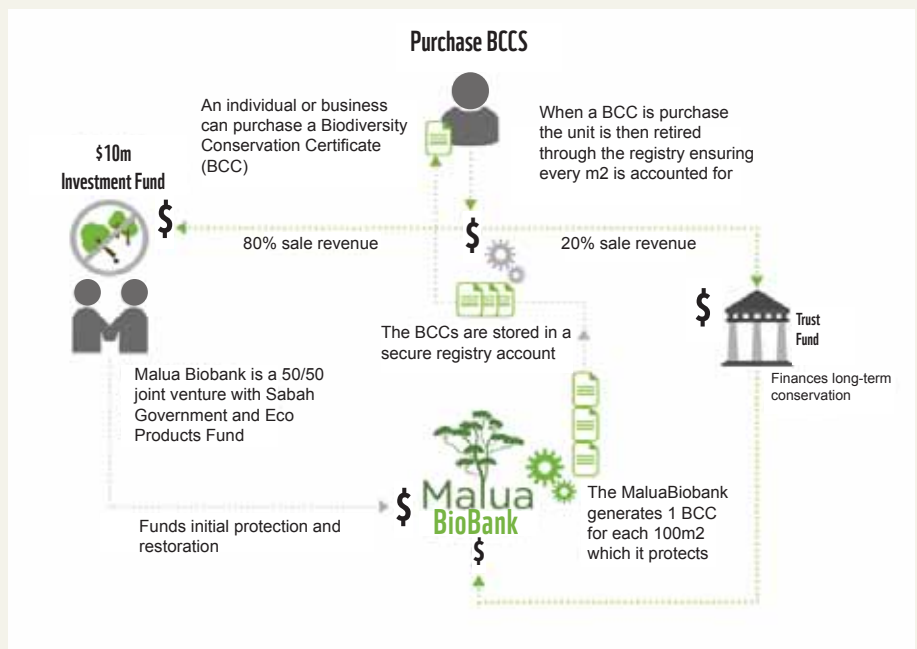 Purchase BCCS
An individual or business
can purchase a Biodiversity
Conservation Certificate
(BCC)
When a BCC is purchase
the unit is then retired
through the registry ensuring
every m2 is accounted for
$10m
Investment Fund
$
80% sale revenue
$
20% sale revenue
The BCCs are stored in a
secure registry account
$
Trust
Fund
Finances long-term
conservation
Malua Biobank is a 50/50
joint venture with Sabah
Government and Eco
Products Fund
Funds initial protection and
restoration
$
Malua
BioBank
$
The MaluaBiobank
generates 1 BCC
for each 100m2
which it protects